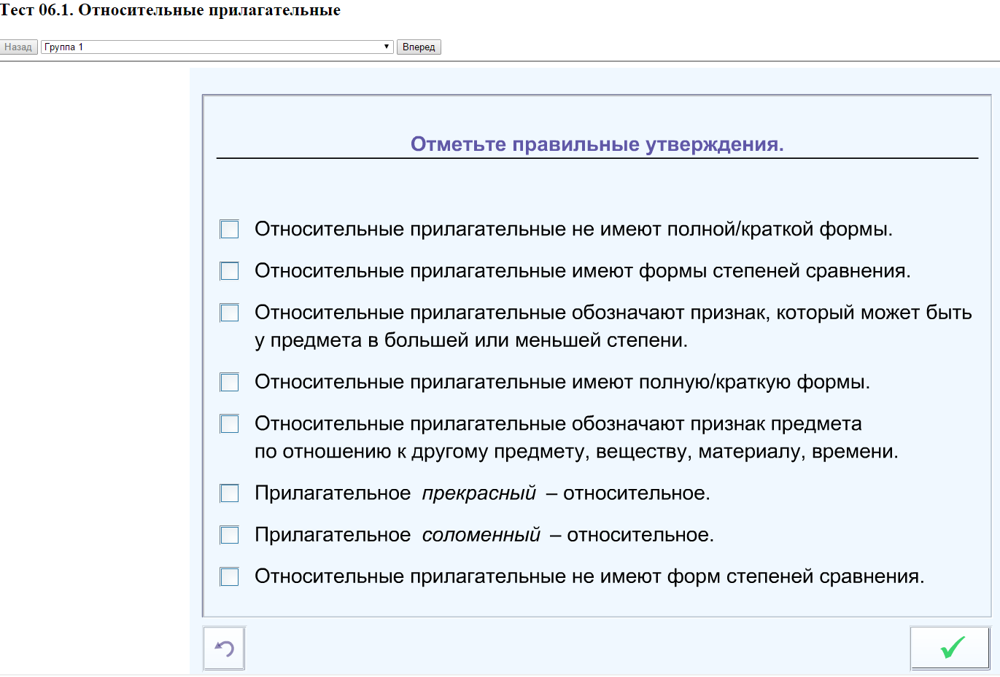 Тест 06.1. Относительные прилагательные
Назад Группа 1 Вперед
Отметьте правильные утверждения.
Относительные прилагательные не имеют полной/краткой формы.
Относительные прилагательные имеют формы степеней сравнения.
Относительные прилагательные обозначают признак, который может быть
у предмета в большей или меньшей степени.
Относительные прилагательные имеют полную/краткую формы.
Относительные прилагательные обозначают признак предмета
по отношению к другому предмету, веществу, материалу, времени.
Прилагательное прекрасный – относительное.
Прилагательное соломенный – относительное.
Относительные прилагательные не имеют форм степеней сравнения.